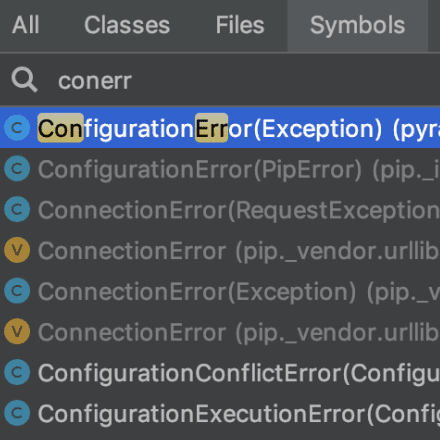 All Classes Files Symbols
conerr
C ConfigurationError(Exception) (pyra
C ConfigurationError(PipError) (pip._i
C ConnectionError(RequestException
V ConnectionError (pip._vendor.urllib
C ConnectionError(Exception) (pip._v
V ConnectionError (pip._vendor.urllib
C ConfigurationConflictError(Configu
C ConfigurationExecutionError(Config